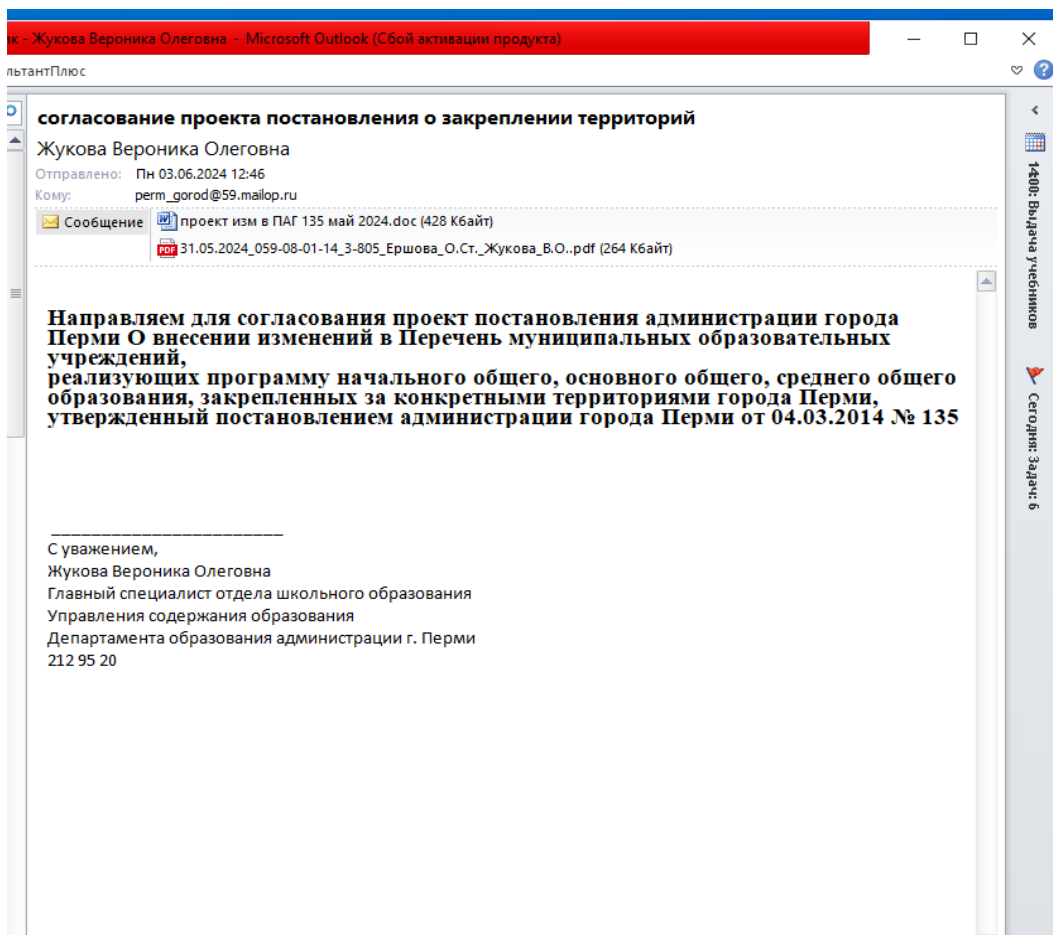 ик - Жукова Вероника Олеговна - Microsoft Outlook (Сбой активации продукта)
льтантПлюс
согласование проекта постановления о закреплении территорий
Жукова Вероника Олеговна
Отправлено: Пн 03.06.2024 12:46
Кому: perm_gorod@59.mailop.ru
Сообщение
проект изм в ПАГ 135 май 2024.doc (428 Кбайт)
31.05.2024_059-08-01-14_3-805_Ершова_О.Ст._Жукова_В.О..pdf (264 Кбайт)
Направляем для согласования проект постановления администрации города
Перми О внесении изменений в Перечень муниципальных образовательных
учреждений,
реализующих программу начального общего, основного общего, среднего общего
образования, закрепленных за конкретными территориями города Перми,
утвержденный постановлением администрации города Перми от 04.03.2014 № 135
С уважением,
Жукова Вероника Олеговна
Главный специалист отдела школьного образования
Управления содержания образования
Департамента образования администрации г. Перми
212 95 20
14:00: Выдача учебников
Сегодня: Задач: 6